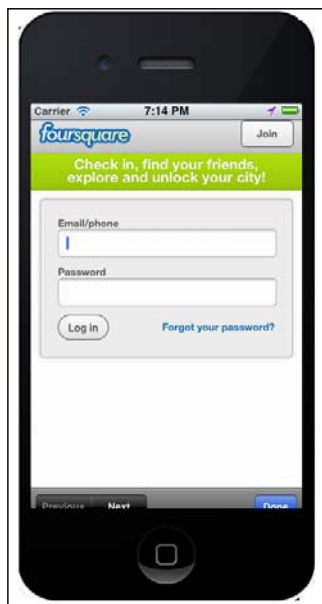 Carrier 7:14 PM
foursquare Join
Check in, find your friends,
explore and unlock your city!
Email/phone
Password
Log in Forgot your password?
Previous Next Done